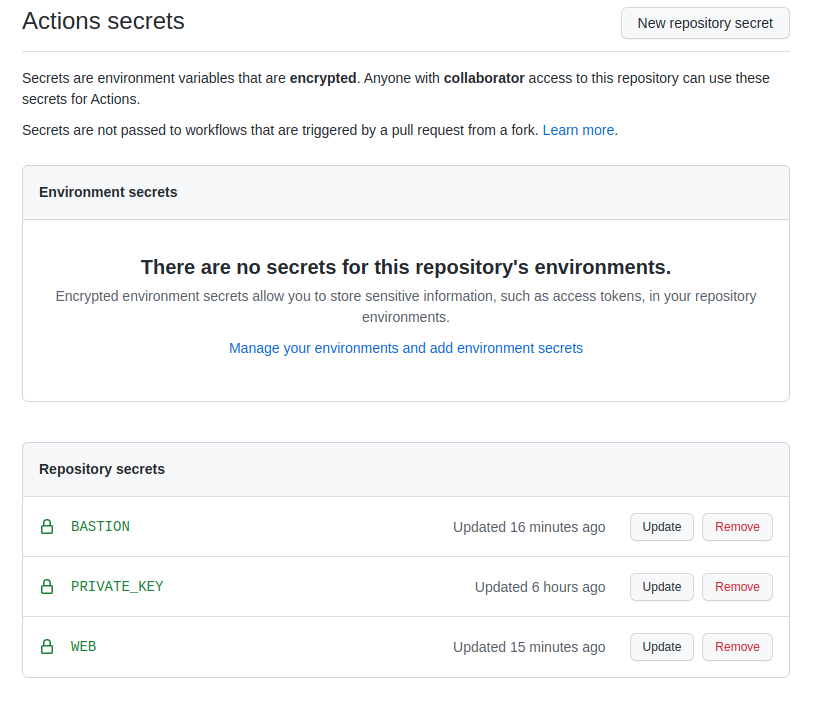 Actions secrets
New repository secret
Secrets are environment variables that are encrypted. Anyone with collaborator access to this repository can use these
secrets for Actions.
Secrets are not passed to workflows that are triggered by a pull request from a fork. Learn more.
Environment secrets
There are no secrets for this repository's environments.
Encrypted environment secrets allow you to store sensitive information, such as access tokens, in your repository
environments.
Manage your environments and add environment secrets
Repository secrets
BASTION Updated 16 minutes ago Update Remove
PRIVATE_KEY Updated 6 hours ago Update Remove
WEB Updated 15 minutes ago Update Remove